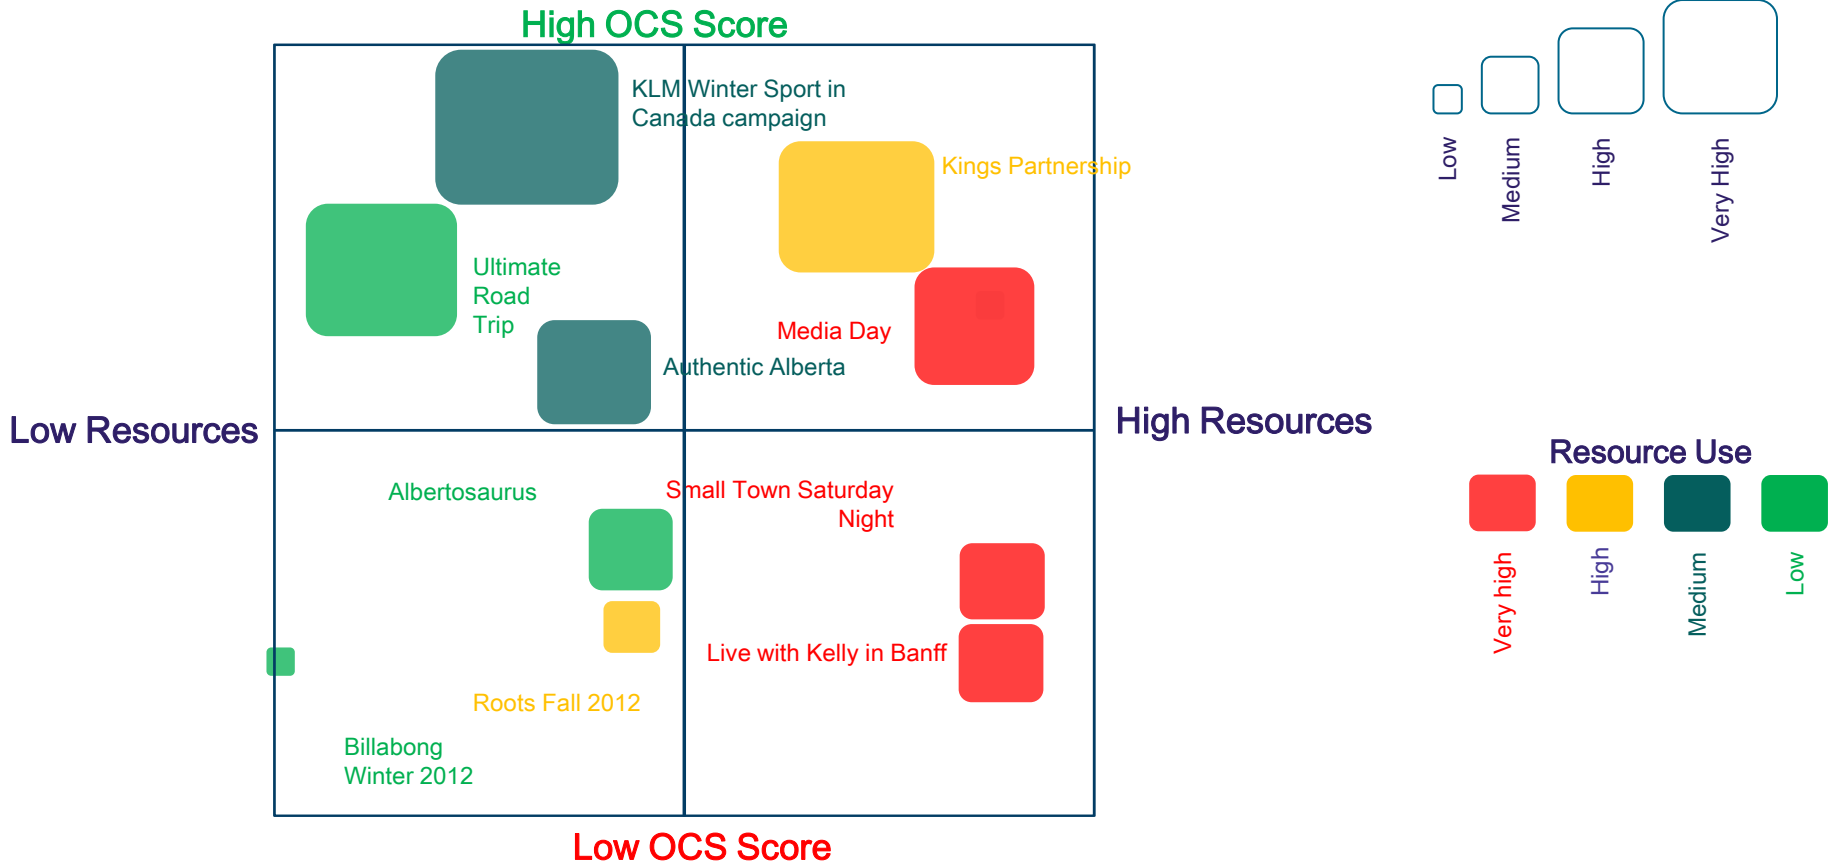 High OCS Score
KLM Winter Sport in
Canada campaign
Kings Partnership
Ultimate
Road
Trip
Media Day
Authentic Alberta
Low Resources
High Resources
Albertosaurus
Small Town Saturday
Night
Live with Kelly in Banff
Roots Fall 2012
Billabong
Winter 2012
Low OCS Score
Low
Medium
High
Very High
Resource Use
Very high
High
Medium
Low